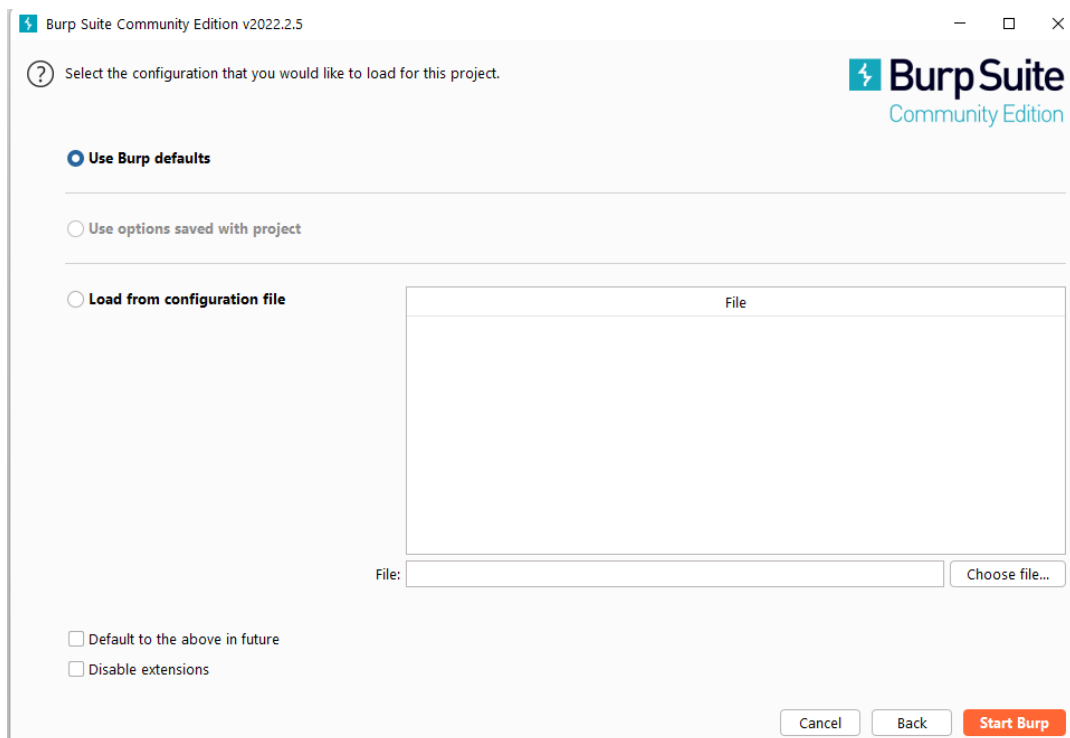 Burp Suite Community Edition v2022.2.5
Select the configuration that you would like to load for this project.
Burp Suite
Community Edition
Use Burp defaults
Use options saved with project
Load from configuration file
File
File:
Choose file...
Default to the above in future
Disable extensions
Cancel
Back
Start Burp